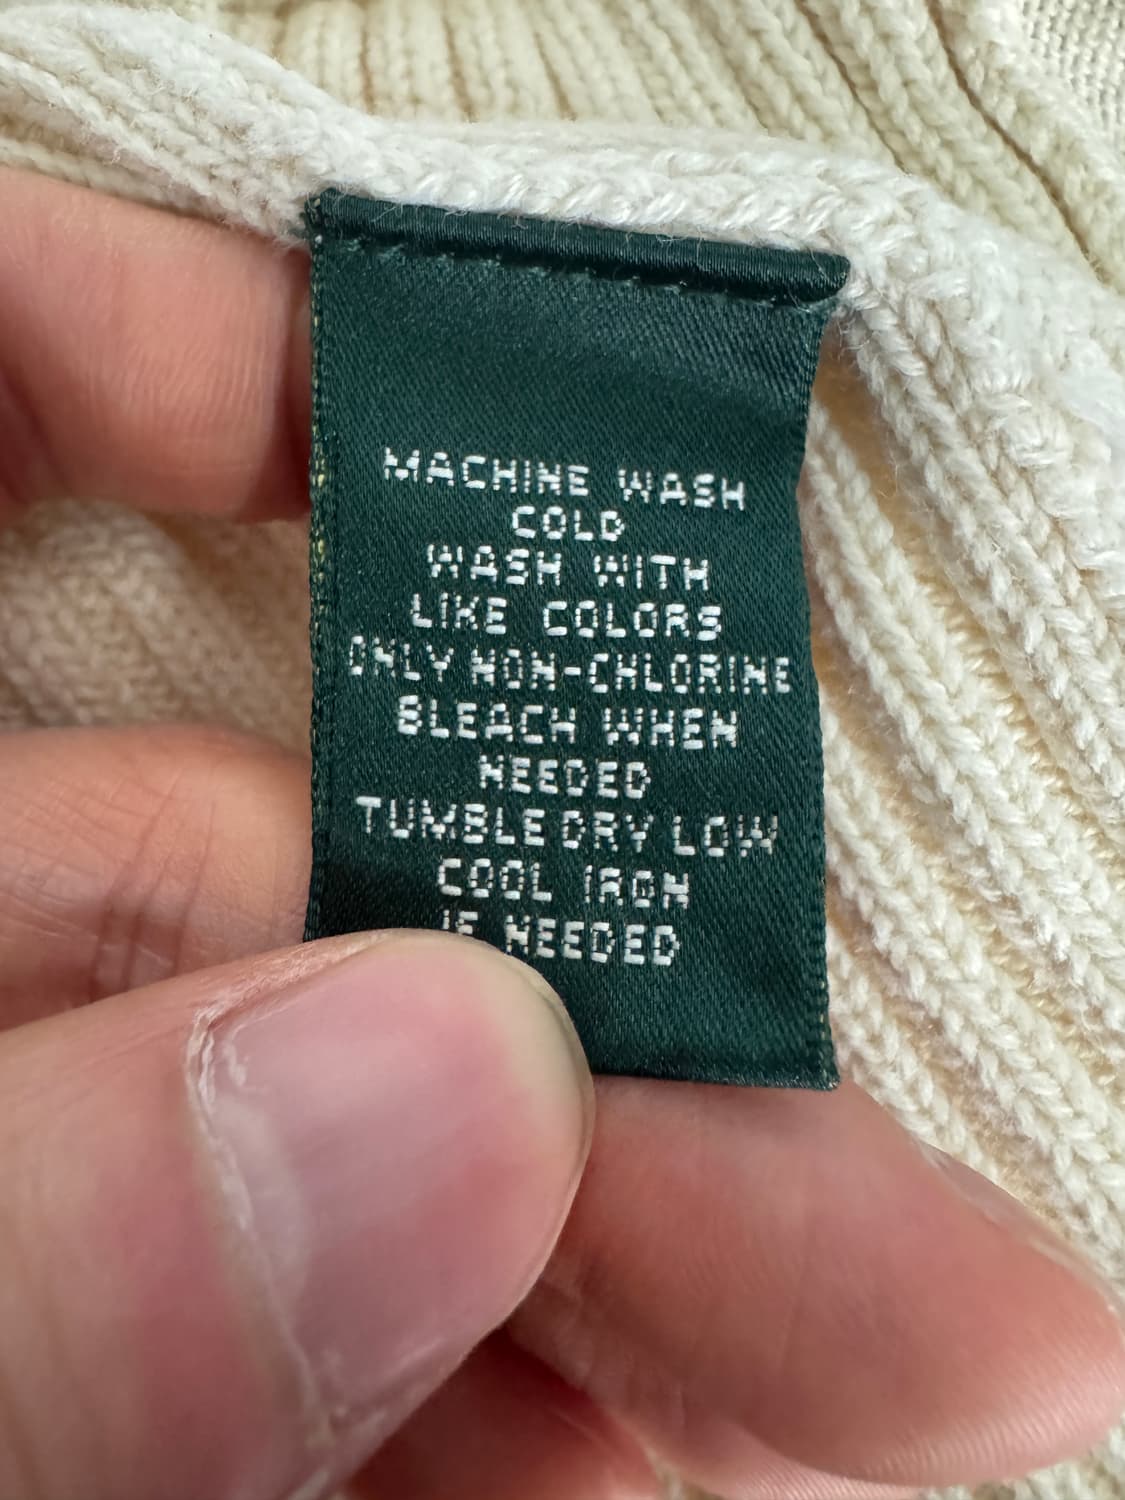 MACHINE WASH
COLD
WASH WITH
LIKE COLORS
ONLY NON-CHLORINE
BLEACH WHEN
NEEDED
TUMBLE DRY LOW
COOL IRON
IF NEEDED